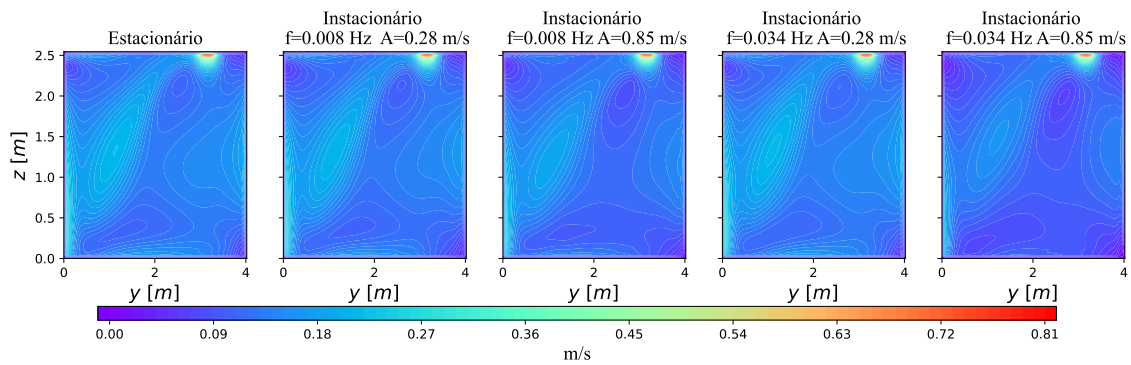 Estacionário
Instacionário
f=0.008 Hz  A=0.28 m/s
Instacionário
f=0.008 Hz A=0.85 m/s
Instacionário
f=0.034 Hz A=0.28 m/s
Instacionário
f=0.034 Hz A=0.85 m/s
z [m]
2.5
2.0
1.5
1.0
0.5
0.0
0 2 4
0 2 4
0 2 4
0 2 4
0 2 4
y [m]
y [m]
y [m]
y [m]
y [m]
0.00 0.09 0.18 0.27 0.36 0.45 0.54 0.63 0.72 0.81
m/s